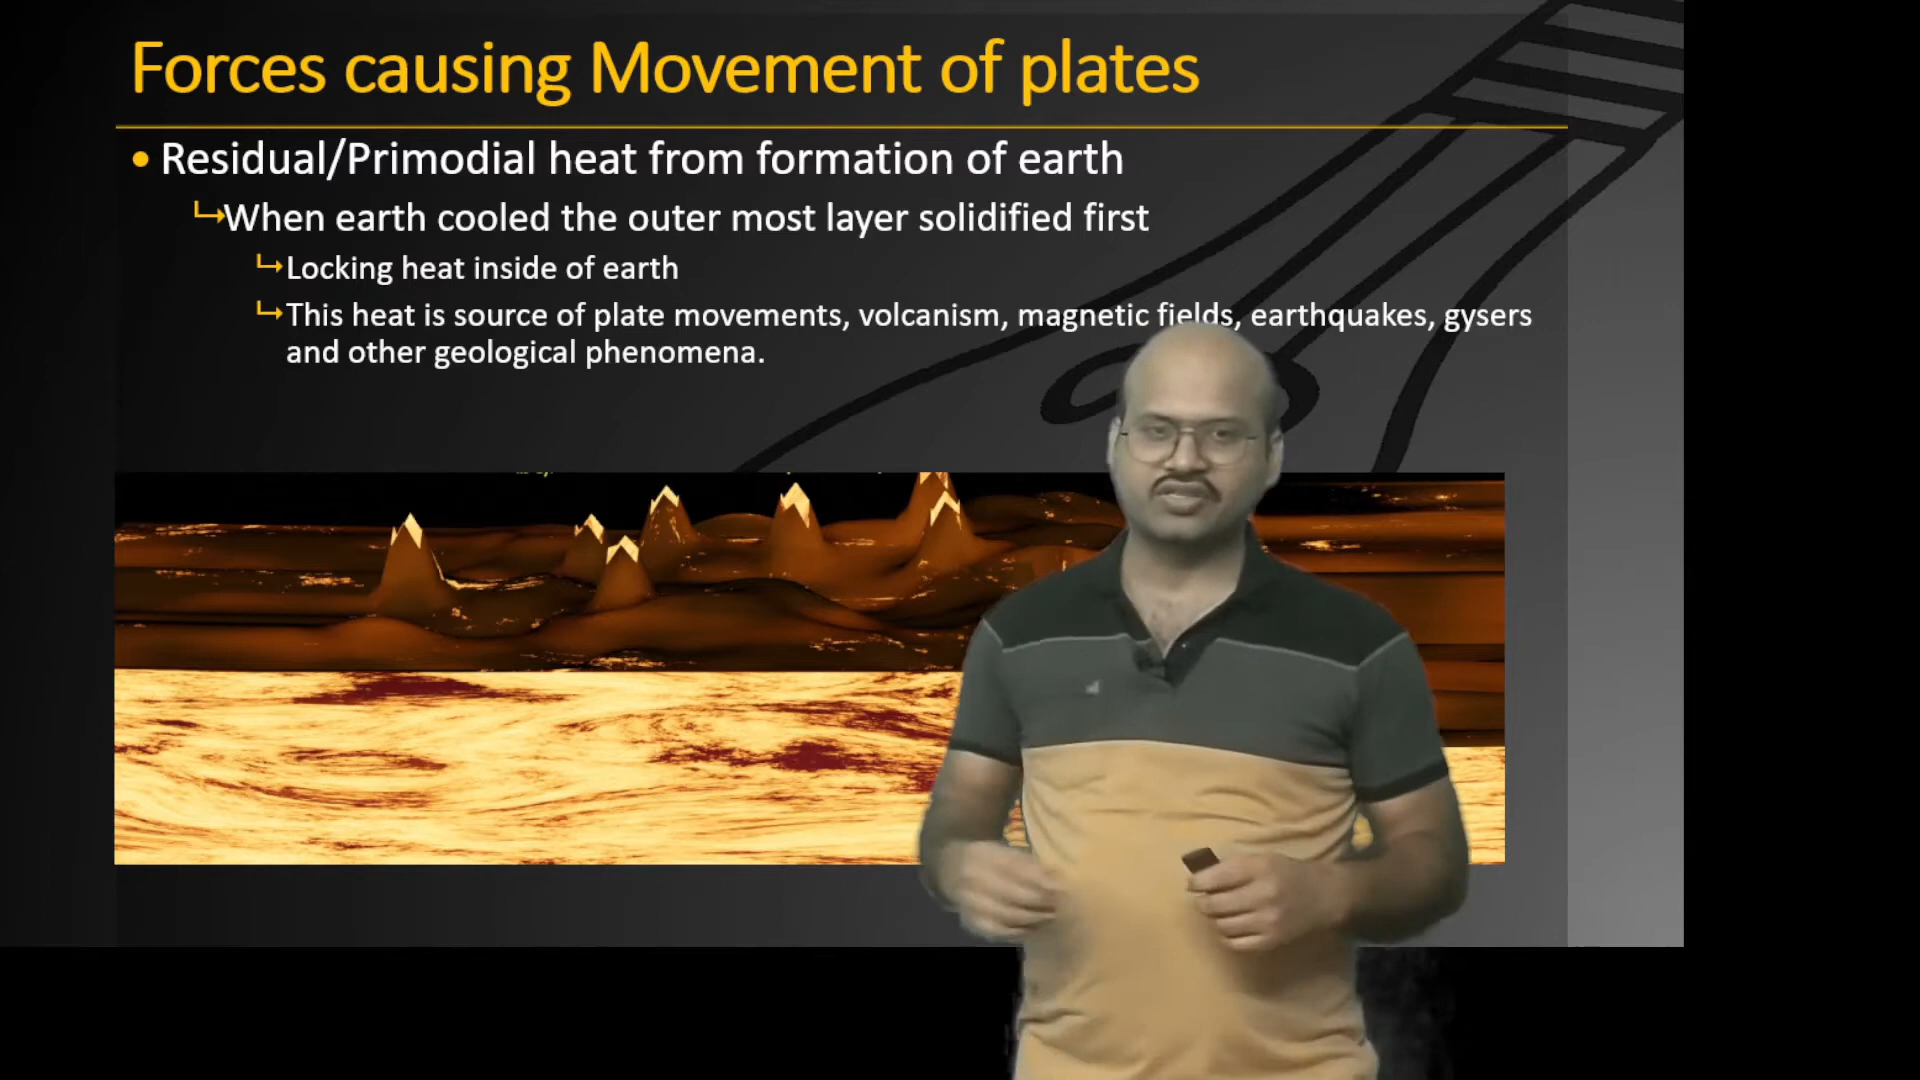 Forces causing Movement of plates
Residual/Primodial heat from formation of earth
When earth cooled the outer most layer solidified first
Locking heat inside of earth
This heat is source of plate movements, volcanism, magnetic fields, earthquakes, gysers
and other geological phenomena.